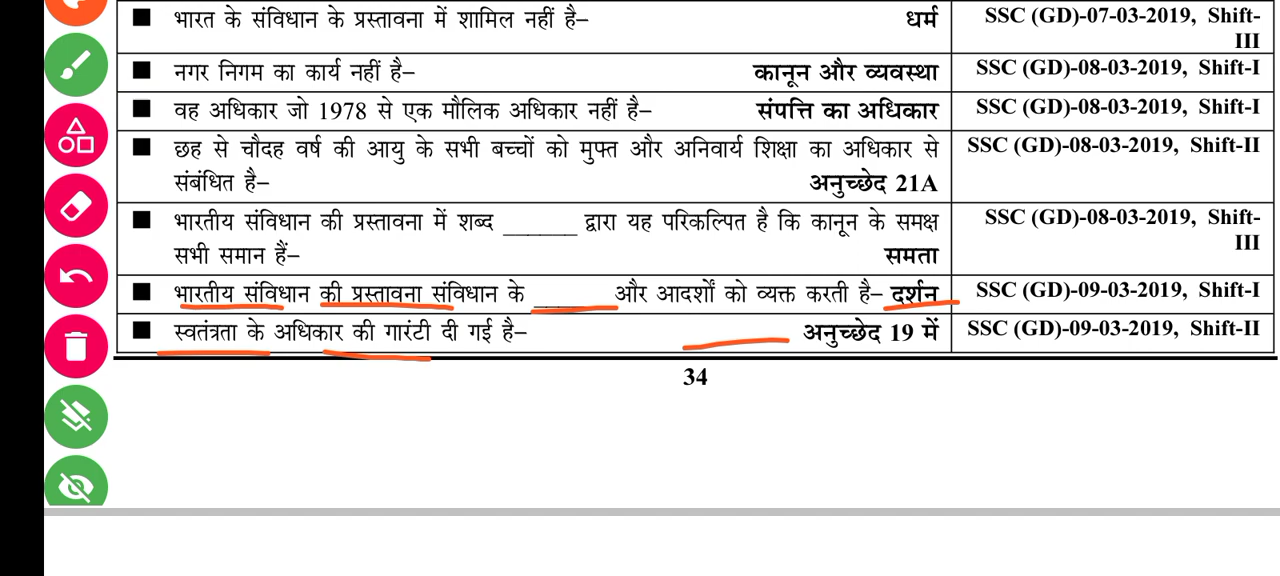 ■ भारत के संविधान के प्रस्तावना में शामिल नहीं है– धर्म SSC (GD)-07-03-2019, Shift-
III
■ नगर निगम का कार्य नहीं है– कानून और व्यवस्था SSC (GD)-08-03-2019, Shift-I
■ वह अधिकार जो 1978 से एक मौलिक अधिकार नहीं है– संपत्ति का अधिकार SSC (GD)-08-03-2019, Shift-I
■ छह से चौदह वर्ष की आयु के सभी बच्चों को मुफ्त और अनिवार्य शिक्षा का अधिकार से SSC (GD)-08-03-2019, Shift-II
संबंधित है– अनुच्छेद 21A
■ भारतीय संविधान की प्रस्तावना में शब्द ______ द्वारा यह परिकल्पित है कि कानून के समक्ष SSC (GD)-08-03-2019, Shift-
सभी समान हैं– समता III
■ भारतीय संविधान की प्रस्तावना संविधान के ______ और आदर्शों को व्यक्त करती है– दर्शन SSC (GD)-09-03-2019, Shift-I
■ स्वतंत्रता के अधिकार की गारंटी दी गई है– अनुच्छेद 19 में SSC (GD)-09-03-2019, Shift-II
34